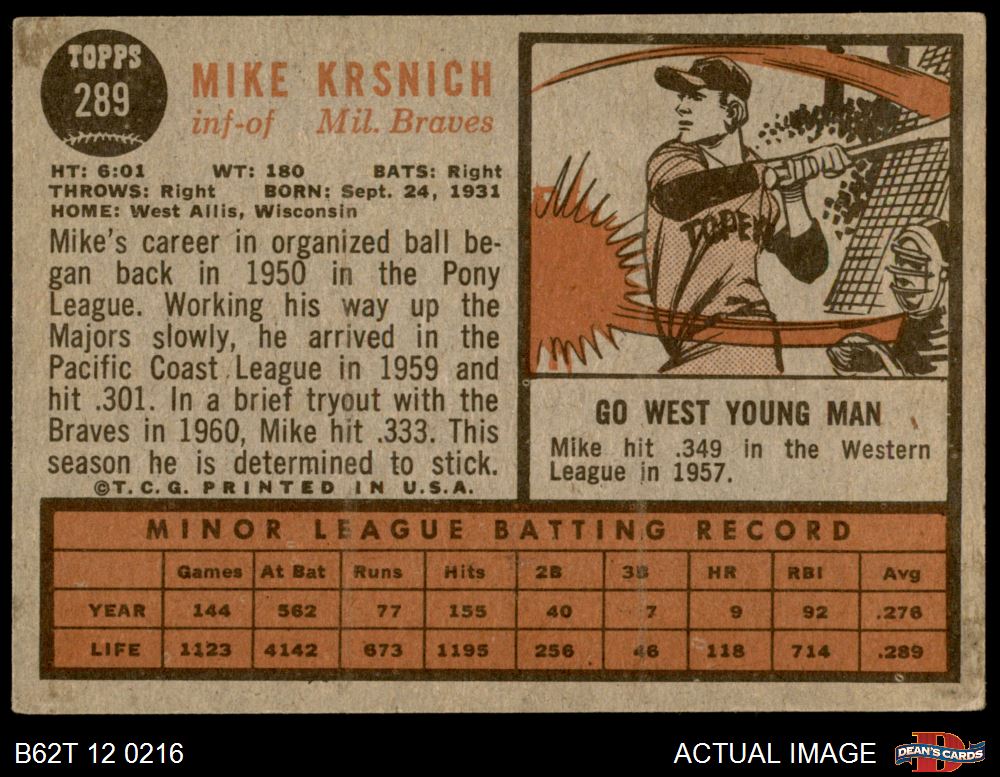 TOPPS
289
MIKE KRSNICH
inf-of Mil. Braves
HT: 6:01 WT: 180 BATS: Right
THROWS: Right BORN: Sept. 24, 1931
HOME: West Allis, Wisconsin
Mike's career in organized ball be-
gan back in 1950 in the Pony
League. Working his way up the
Majors slowly, he arrived in the
Pacific Coast League in 1959 and
hit .301. In a brief tryout with the
Braves in 1960, Mike hit .333. This
season he is determined to stick.
©T.C.G. PRINTED IN U.S.A.
TOPEK
GO WEST YOUNG MAN
Mike hit .349 in the Western
League in 1957.
MINOR LEAGUE BATTING RECORD
Games At Bat Runs Hits 2B 3B HR RBI Avg
YEAR 144 562 77 155 40 7 9 92 .276
LIFE 1123 4142 673 1195 256 46 118 714 .289
B62T 12 0216
ACTUAL IMAGE
DEAN'S CARDS